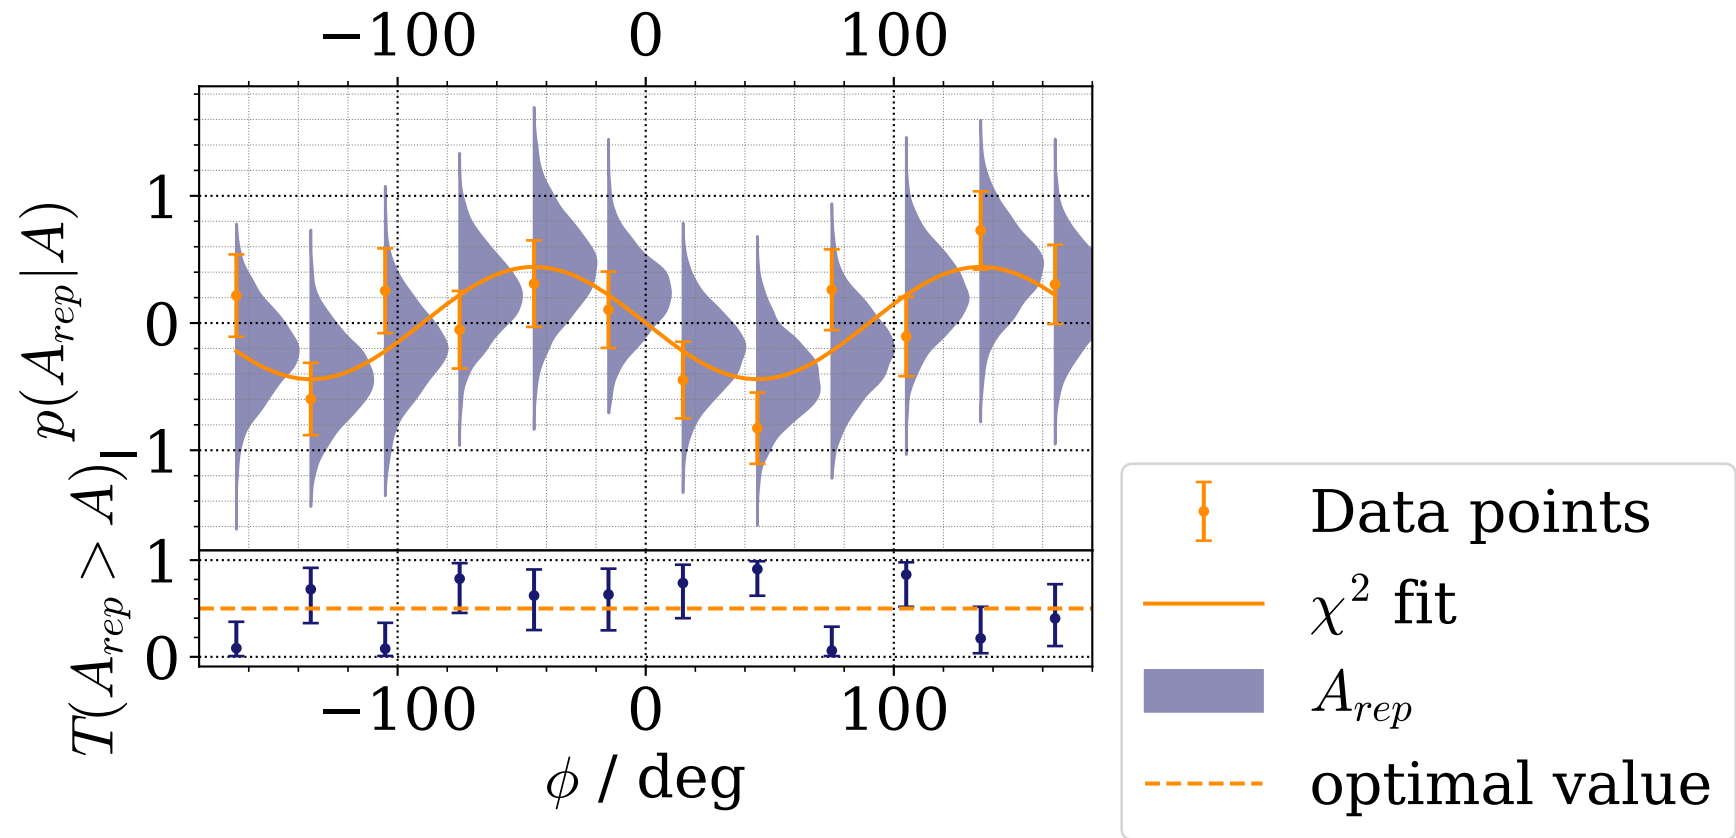 −100 0 100
p(A_rep|A)
1
0
−1
T(A_rep > A)
1
0
−100 0 100
ϕ / deg
Data points
χ² fit
A_rep
optimal value